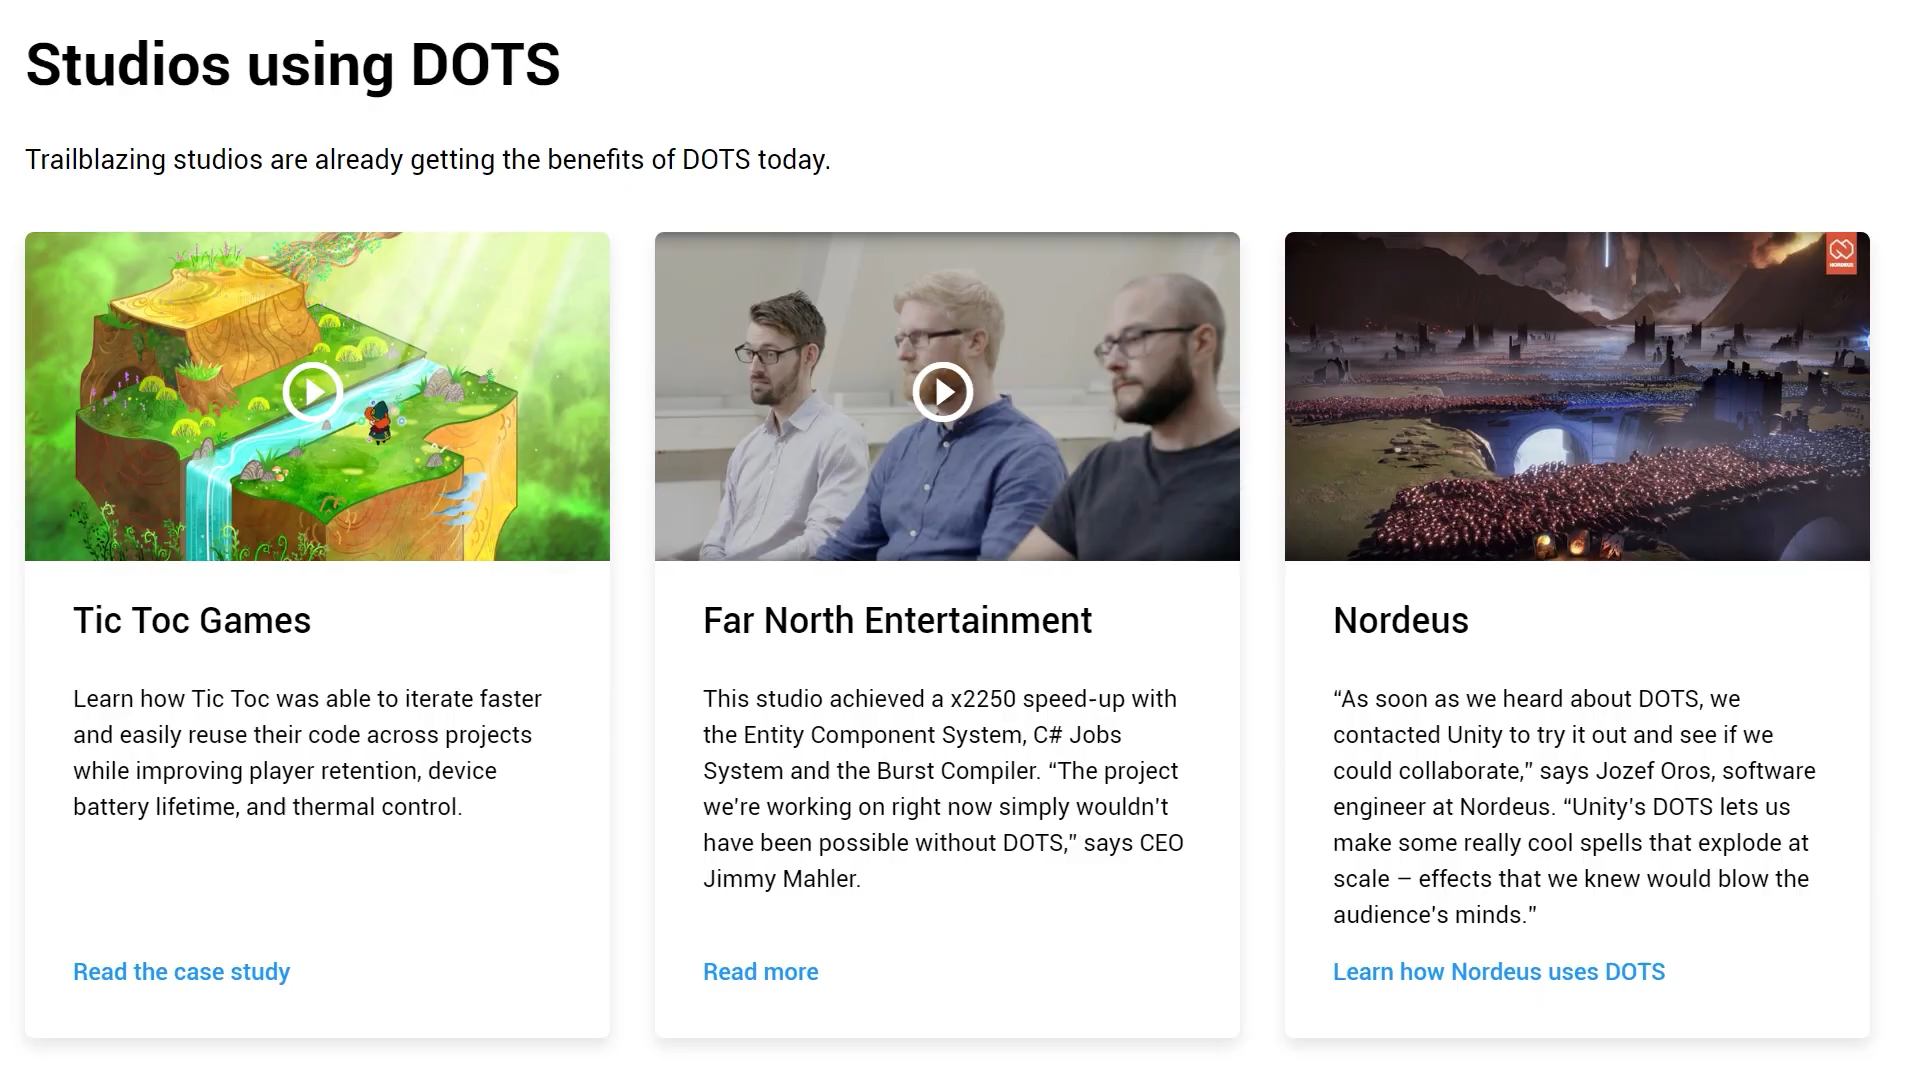 Studios using DOTS
Trailblazing studios are already getting the benefits of DOTS today.
NORDEUS
Tic Toc Games
Learn how Tic Toc was able to iterate faster
and easily reuse their code across projects
while improving player retention, device
battery lifetime, and thermal control.
Read the case study
Far North Entertainment
This studio achieved a x2250 speed-up with
the Entity Component System, C# Jobs
System and the Burst Compiler. “The project
we're working on right now simply wouldn't
have been possible without DOTS,” says CEO
Jimmy Mahler.
Read more
Nordeus
“As soon as we heard about DOTS, we
contacted Unity to try it out and see if we
could collaborate,” says Jozef Oros, software
engineer at Nordeus. “Unity's DOTS lets us
make some really cool spells that explode at
scale – effects that we knew would blow the
audience's minds.”
Learn how Nordeus uses DOTS